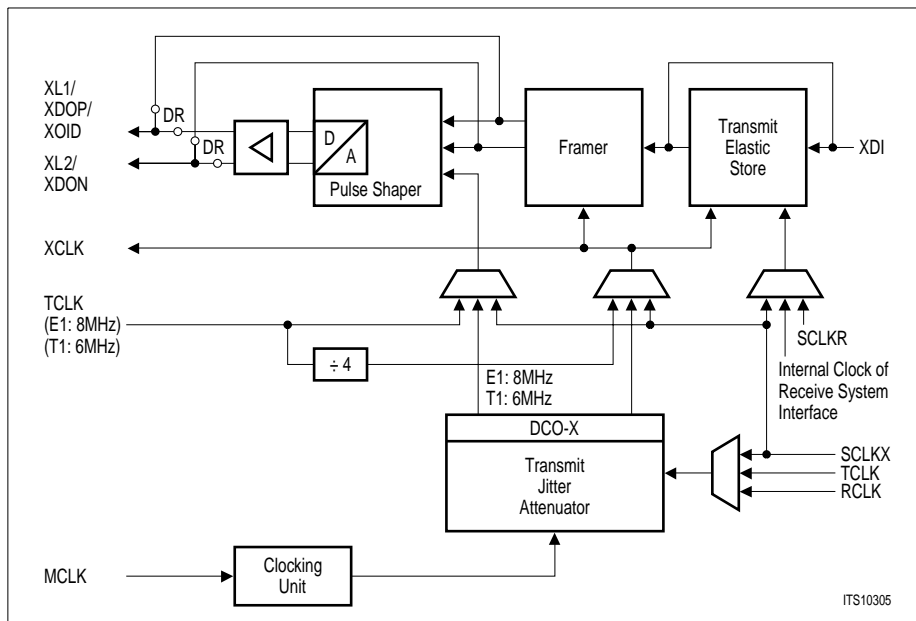 XL1/
XDOP/
XOID
DR
DR
XL2/
XDON
D
A
Pulse Shaper
Framer
Transmit
Elastic
Store
XDI
XCLK
TCLK
(E1: 8MHz)
(T1: 6MHz)
÷ 4
E1: 8MHz
T1: 6MHz
SCLKR
Internal Clock of
Receive System
Interface
DCO-X
Transmit
Jitter
Attenuator
SCLKX
TCLK
RCLK
MCLK
Clocking
Unit
ITS10305